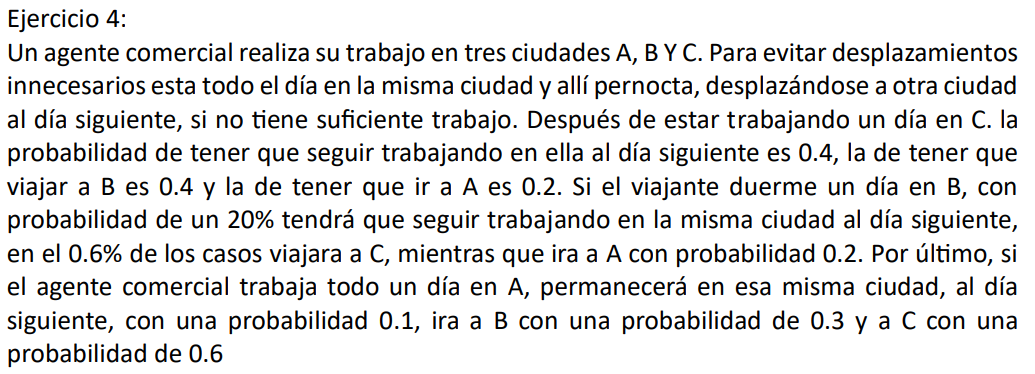 Ejercicio 4:
Un agente comercial realiza su trabajo en tres ciudades A, B Y C. Para evitar desplazamientos
innecesarios esta todo el día en la misma ciudad y allí pernocta, desplazándose a otra ciudad
al día siguiente, si no tiene suficiente trabajo. Después de estar trabajando un día en C. la
probabilidad de tener que seguir trabajando en ella al día siguiente es 0.4, la de tener que
viajar a B es 0.4 y la de tener que ir a A es 0.2. Si el viajante duerme un día en B, con
probabilidad de un 20% tendrá que seguir trabajando en la misma ciudad al día siguiente,
en el 0.6% de los casos viajara a C, mientras que ira a A con probabilidad 0.2. Por último, si
el agente comercial trabaja todo un día en A, permanecerá en esa misma ciudad, al día
siguiente, con una probabilidad 0.1, ira a B con una probabilidad de 0.3 y a C con una
probabilidad de 0.6